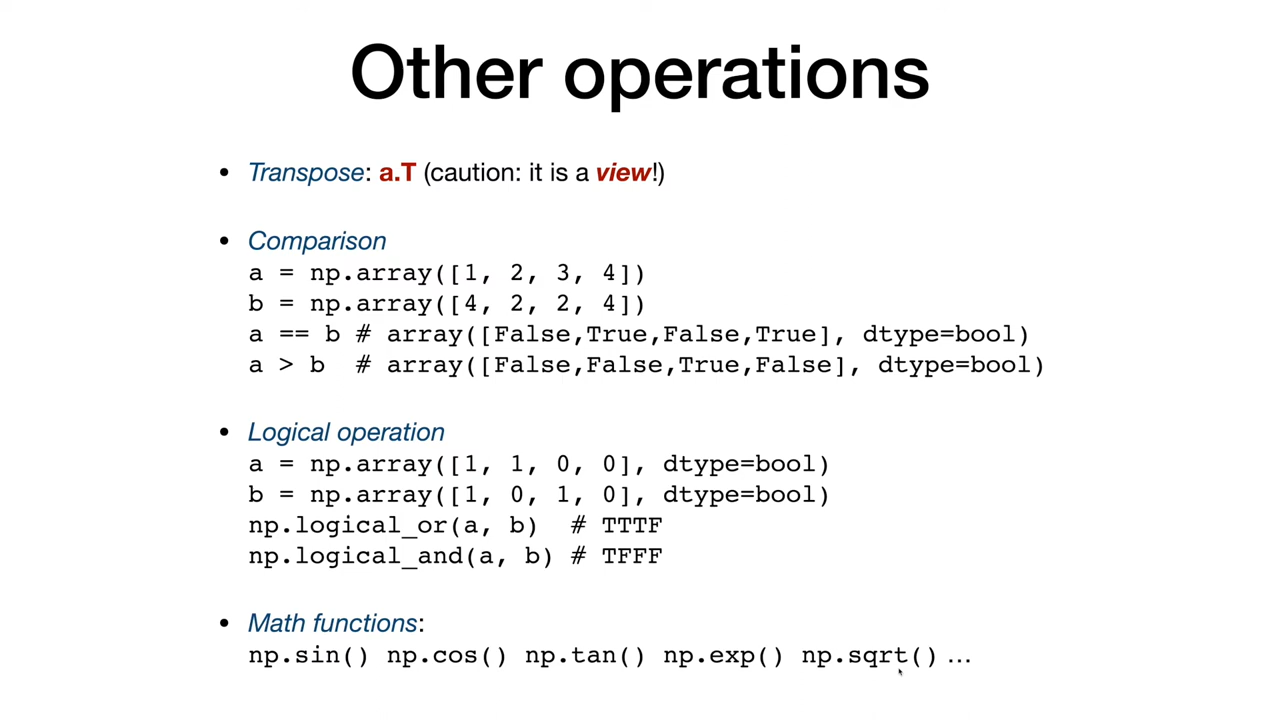 Other operations
• Transpose: a.T (caution: it is a view!)
• Comparison
a = np.array([1, 2, 3, 4])
b = np.array([4, 2, 2, 4])
a == b # array([False,True,False,True], dtype=bool)
a > b  # array([False,False,True,False], dtype=bool)
• Logical operation
a = np.array([1, 1, 0, 0], dtype=bool)
b = np.array([1, 0, 1, 0], dtype=bool)
np.logical_or(a, b)  # TTTF
np.logical_and(a, b) # TFFF
• Math functions:
np.sin() np.cos() np.tan() np.exp() np.sqrt() …